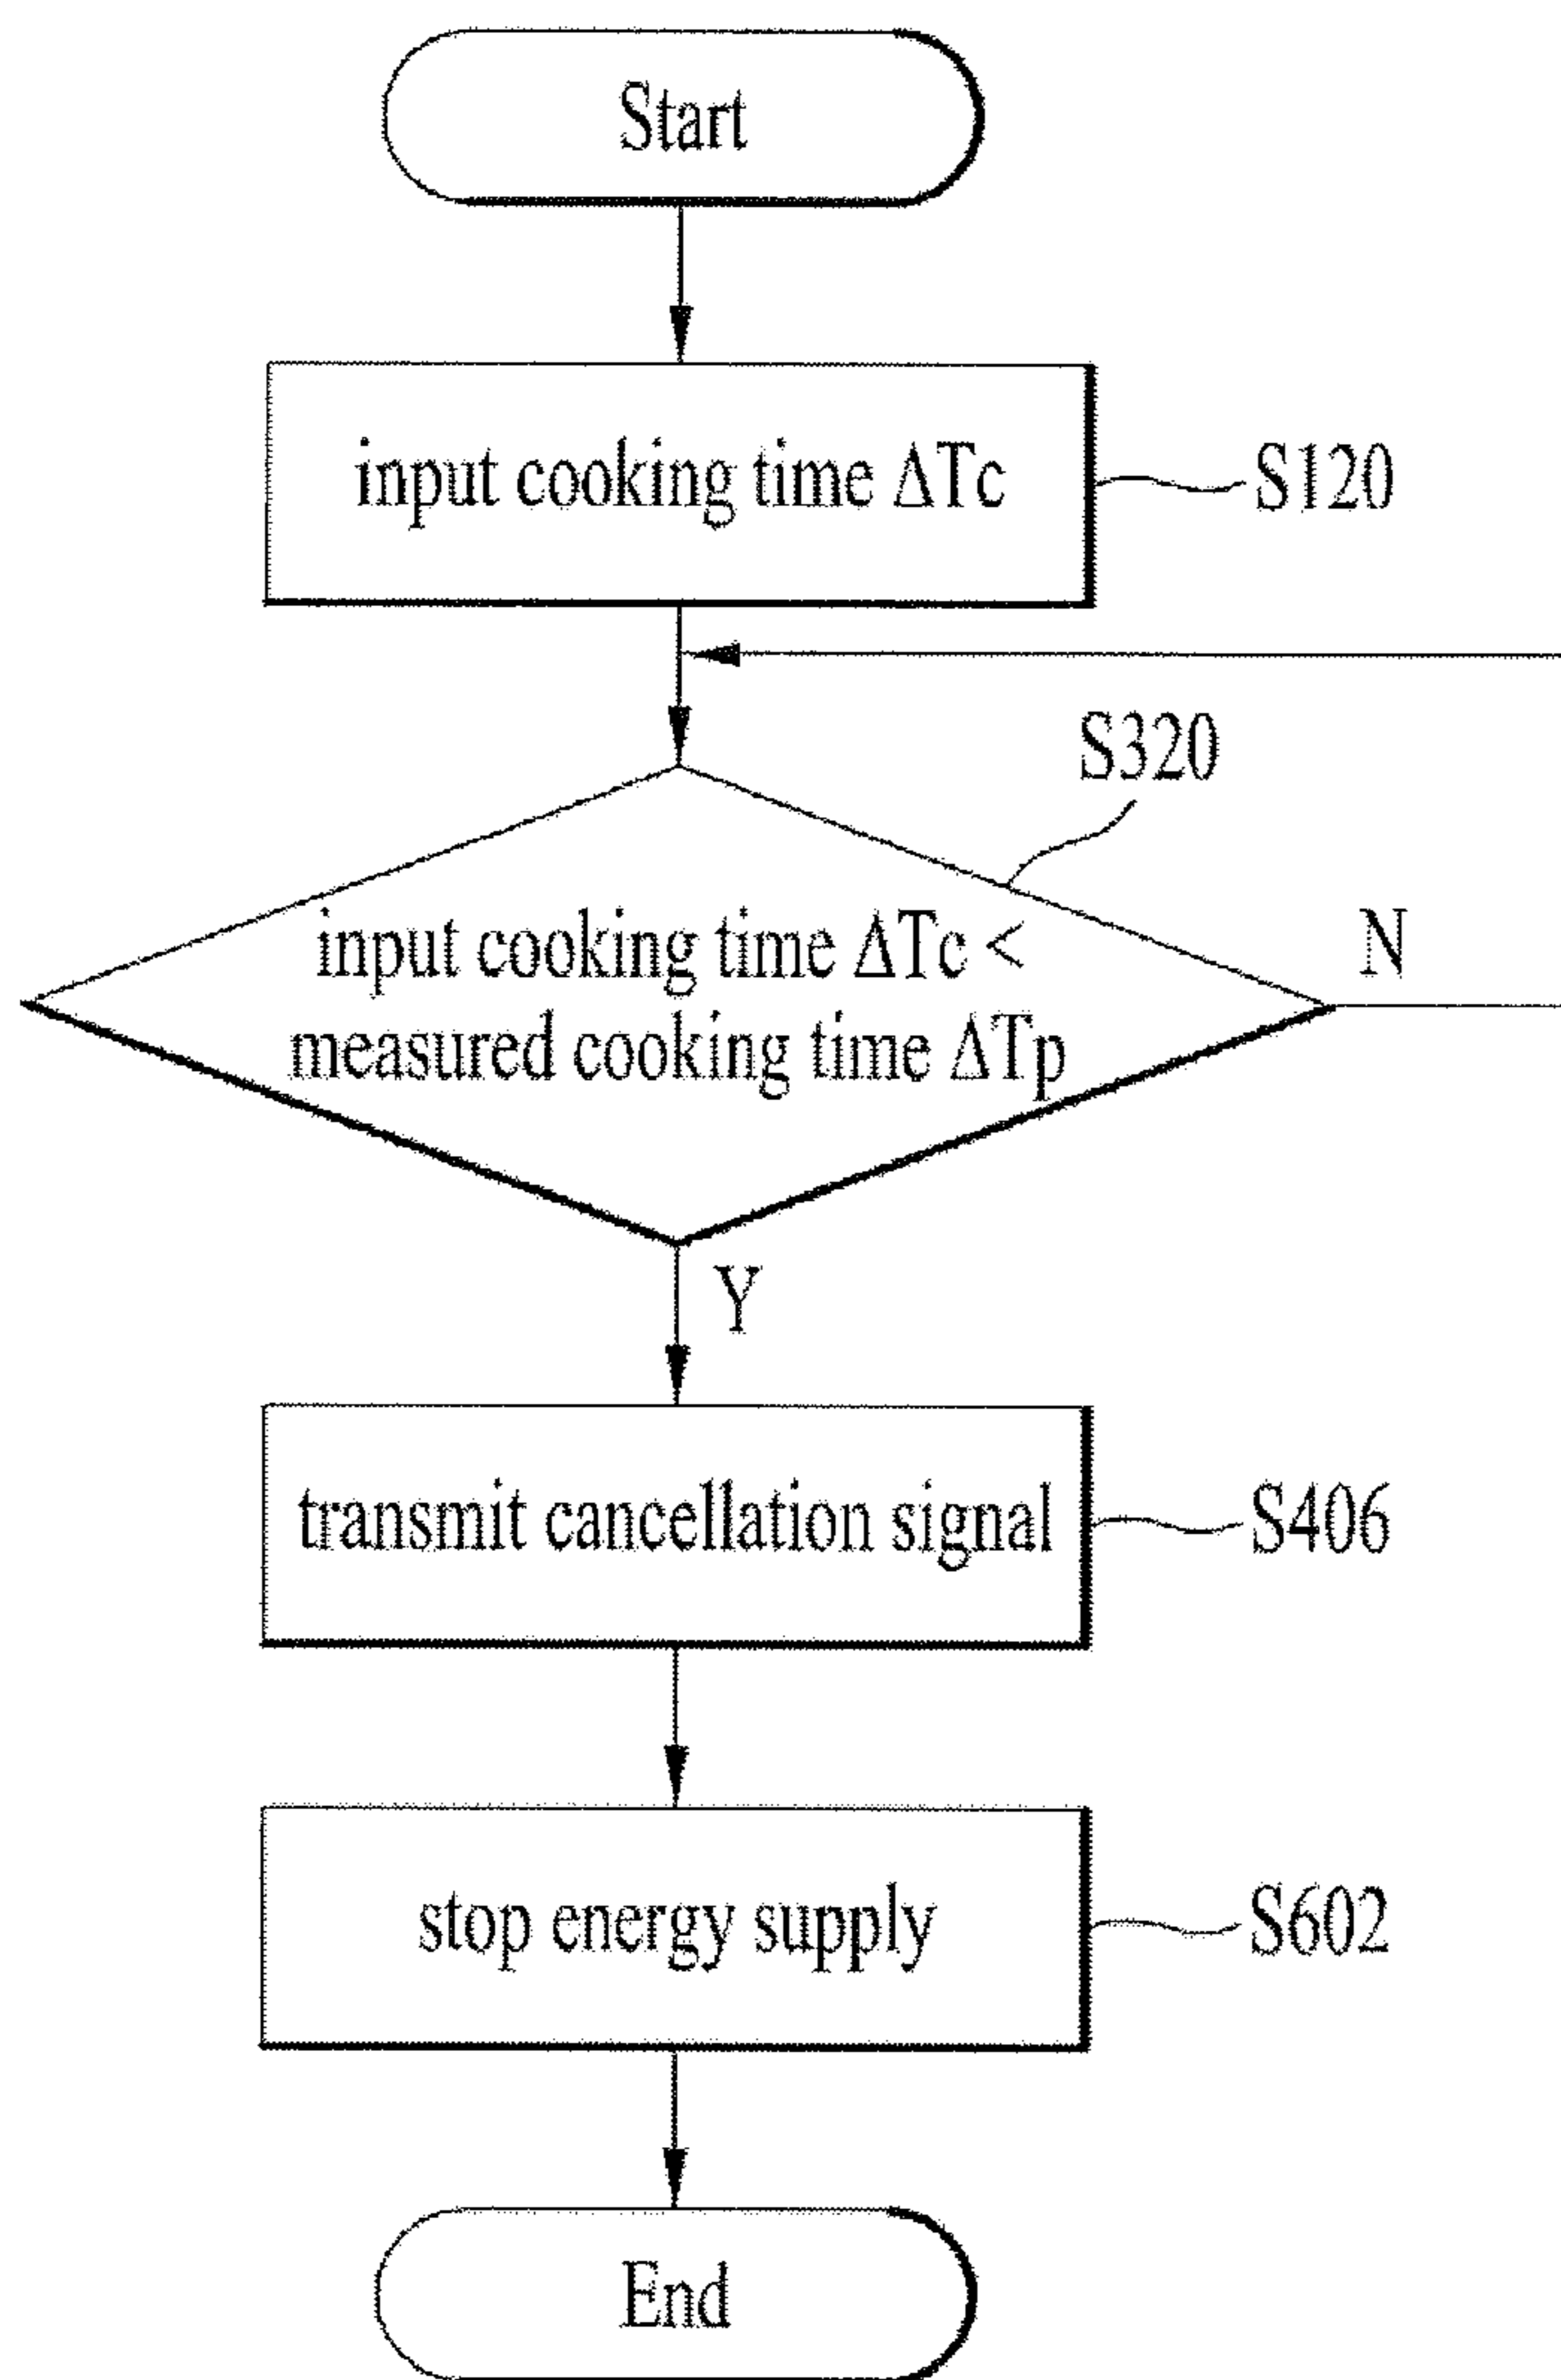 Start
input cooking time ΔTc
S120
S320
input cooking time ΔTc <
measured cooking time ΔTp
N
Y
transmit cancellation signal
S406
stop energy supply
S602
End